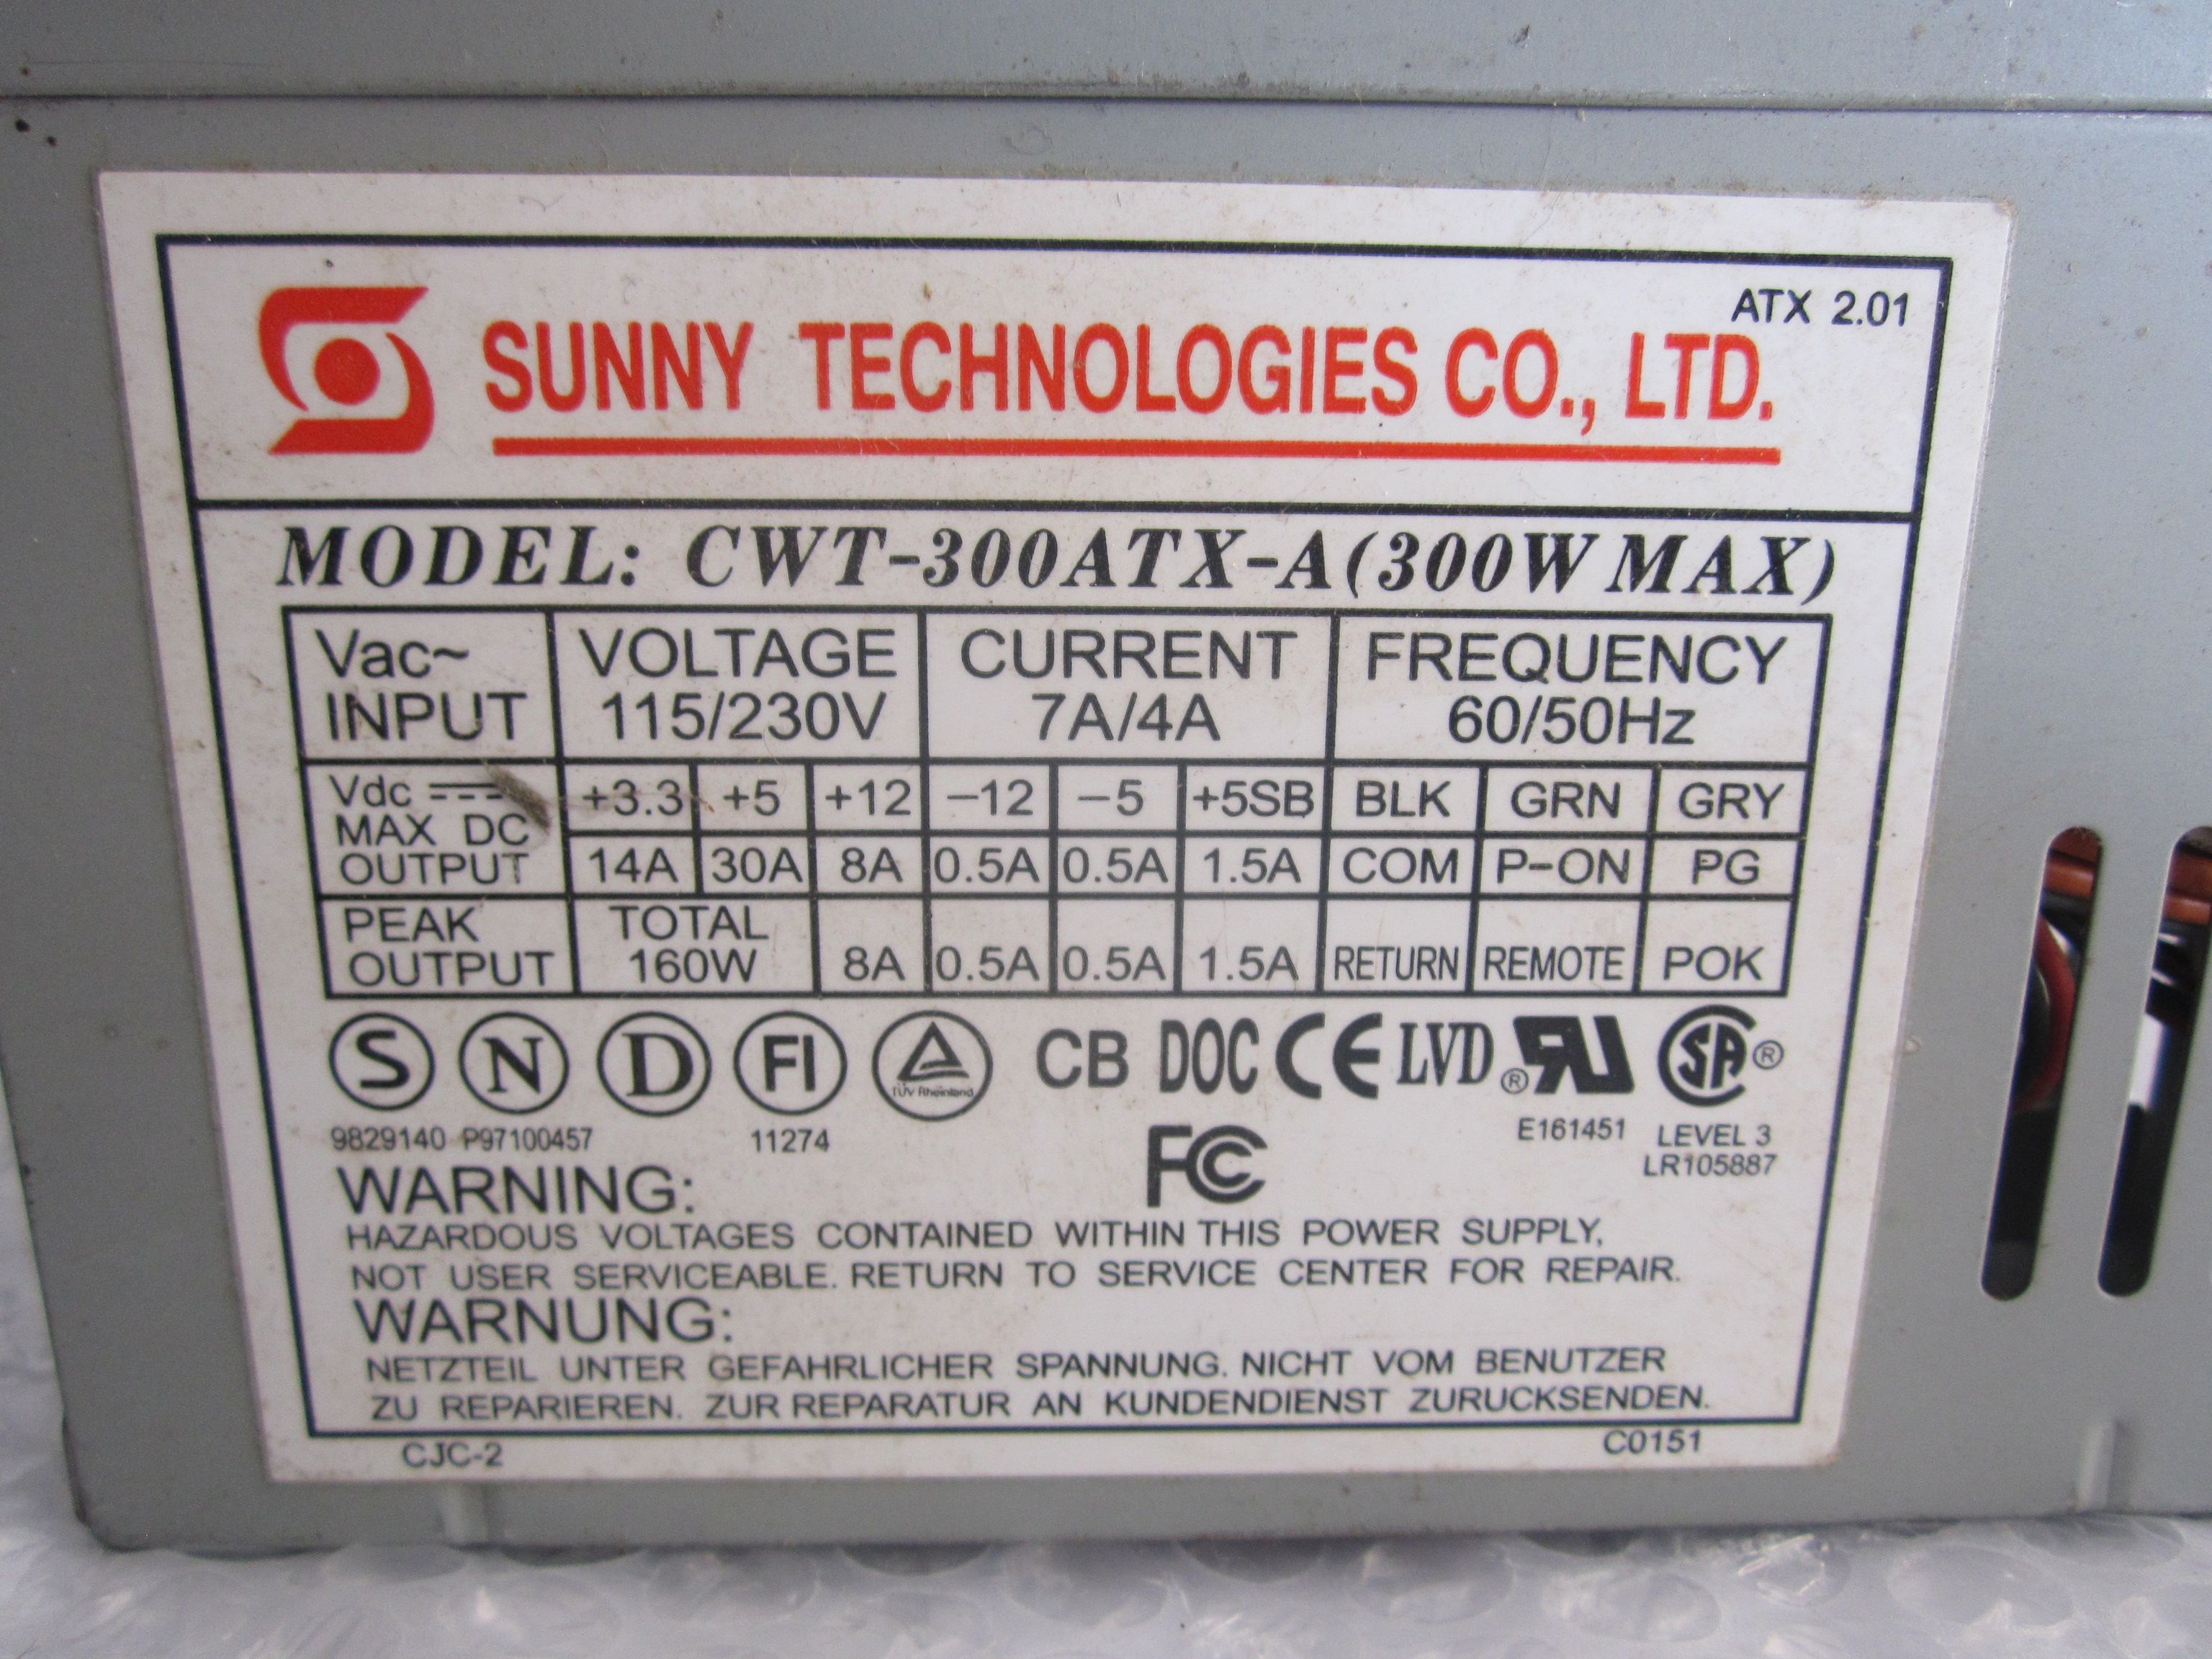 ATX 2.01
SUNNY TECHNOLOGIES CO., LTD.
MODEL: CWT-300ATX-A(300W MAX)
Vac~ INPUT VOLTAGE 115/230V CURRENT 7A/4A FREQUENCY 60/50Hz
Vdc MAX DC OUTPUT +3.3 +5 +12 –12 –5 +5SB BLK GRN GRY
14A 30A 8A 0.5A 0.5A 1.5A COM P-ON PG
PEAK OUTPUT TOTAL 160W 8A 0.5A 0.5A 1.5A RETURN REMOTE POK
S N D FI TÜV Rheinland CB DOC CE LVD ® RU SA ®
9829140 P97100457 11274 FC E161451 LEVEL 3
LR105887
WARNING:
HAZARDOUS VOLTAGES CONTAINED WITHIN THIS POWER SUPPLY,
NOT USER SERVICEABLE. RETURN TO SERVICE CENTER FOR REPAIR.
WARNUNG:
NETZTEIL UNTER GEFAHRLICHER SPANNUNG. NICHT VOM BENUTZER
ZU REPARIEREN. ZUR REPARATUR AN KUNDENDIENST ZURUCKSENDEN.
CJC-2 C0151